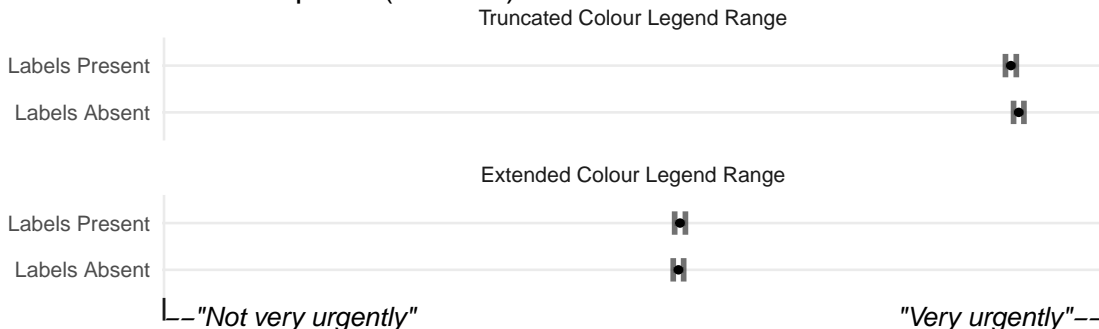 Truncated Colour Legend Range
Labels Present
Labels Absent
Extended Colour Legend Range
Labels Present
Labels Absent
"Not very urgently" "Very urgently"